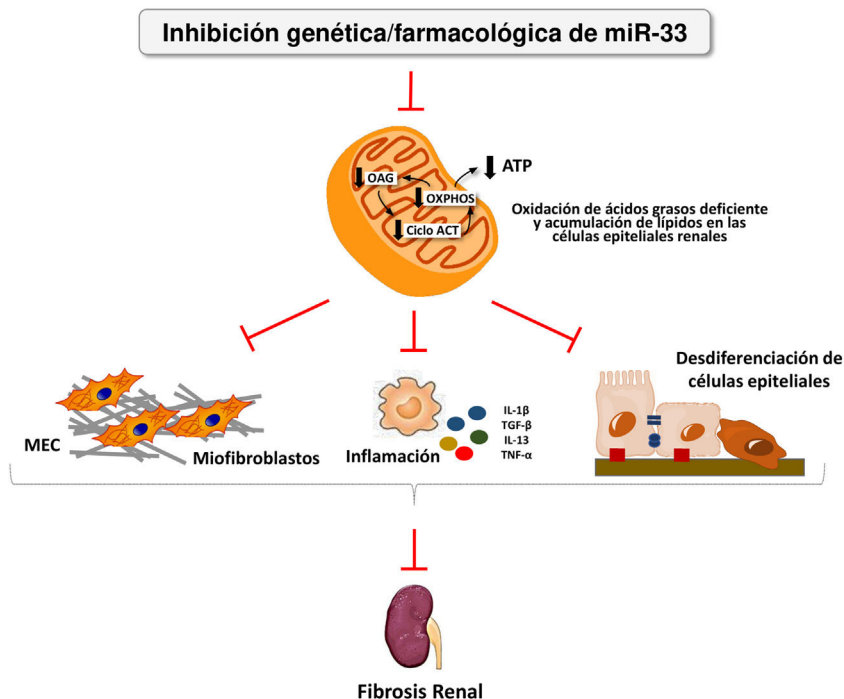 Inhibición genética/farmacológica de miR-33
ATP
OAG
OXPHOS
Ciclo ACT
Oxidación de ácidos grasos deficiente
y acumulación de lípidos en las
células epiteliales renales
Desdiferenciación de
células epiteliales
MEC
Miofibroblastos
Inflamación
IL-1β
TGF-β
IL-13
TNF-α
Fibrosis Renal